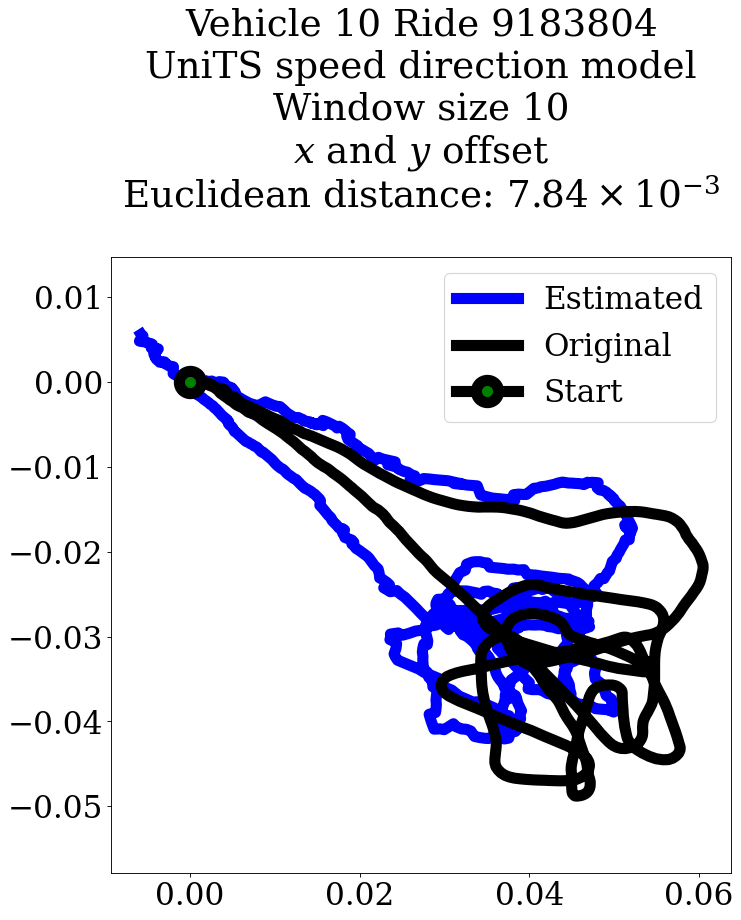 Vehicle 10 Ride 9183804
UniTS speed direction model
Window size 10
x and y offset
Euclidean distance: 7.84 × 10⁻³
Estimated
Original
Start
0.01
0.00
−0.01
−0.02
−0.03
−0.04
−0.05
0.00 0.02 0.04 0.06